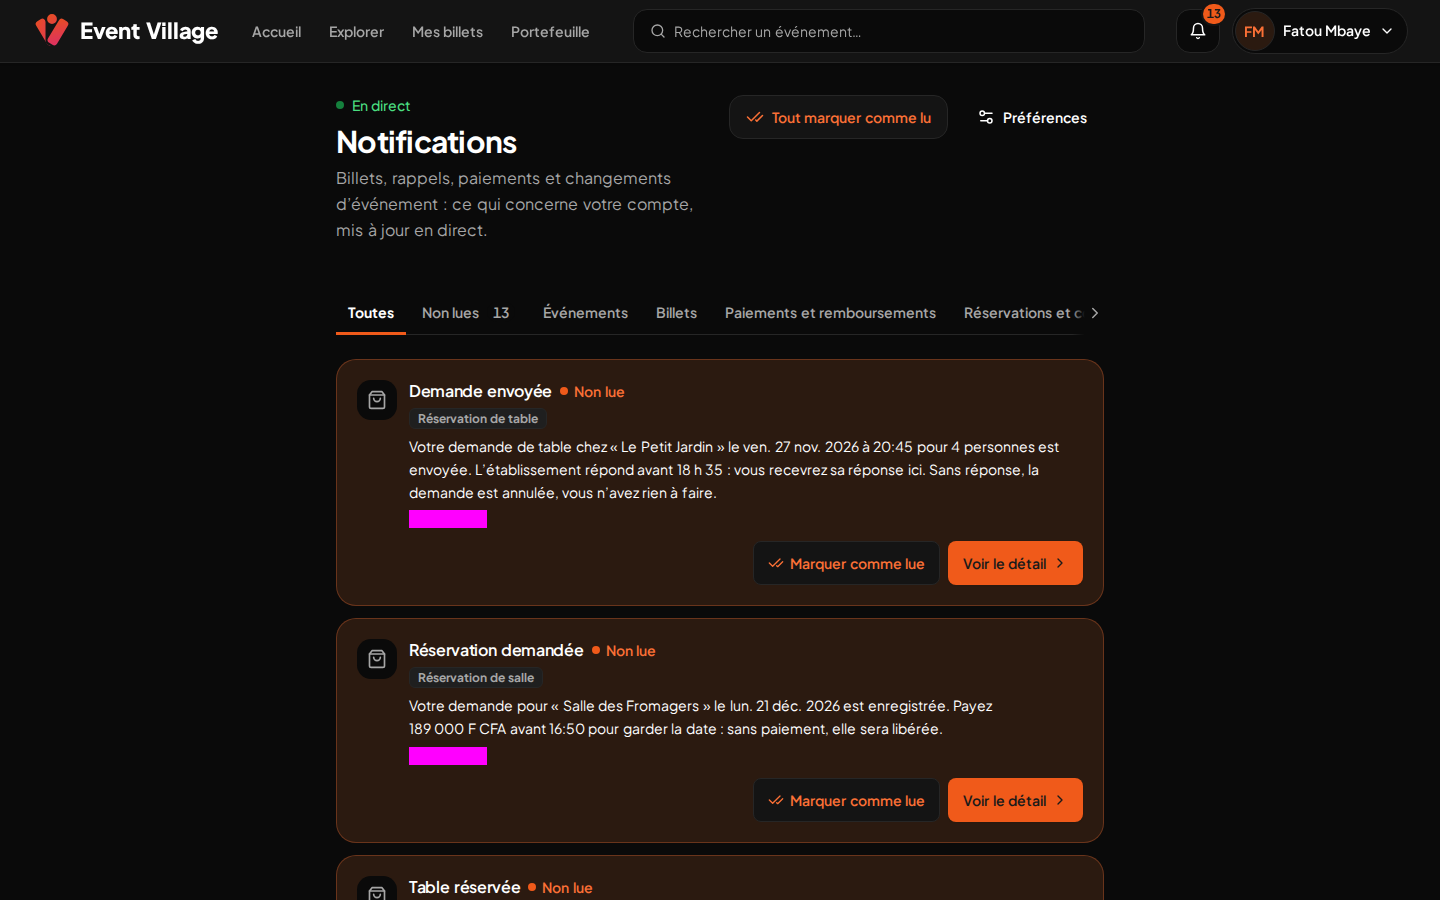 Event Village
Accueil
Explorer
Mes billets
Portefeuille
Rechercher un événement…
13
FM
Fatou Mbaye
En direct
Notifications
Billets, rappels, paiements et changements
d’événement : ce qui concerne votre compte,
mis à jour en direct.
Tout marquer comme lu
Préférences
Toutes
Non lues 13
Événements
Billets
Paiements et remboursements
Réservations et
Demande envoyée
Non lue
Réservation de table
Votre demande de table chez « Le Petit Jardin » le ven. 27 nov. 2026 à 20:45 pour 4 personnes est
envoyée. L’établissement répond avant 18 h 35 : vous recevrez sa réponse ici. Sans réponse, la
demande est annulée, vous n’avez rien à faire.
Marquer comme lue
Voir le détail
Réservation demandée
Non lue
Réservation de salle
Votre demande pour « Salle des Fromagers » le lun. 21 déc. 2026 est enregistrée. Payez
189 000 F CFA avant 16:50 pour garder la date : sans paiement, elle sera libérée.
Marquer comme lue
Voir le détail
Table réservée
Non lue